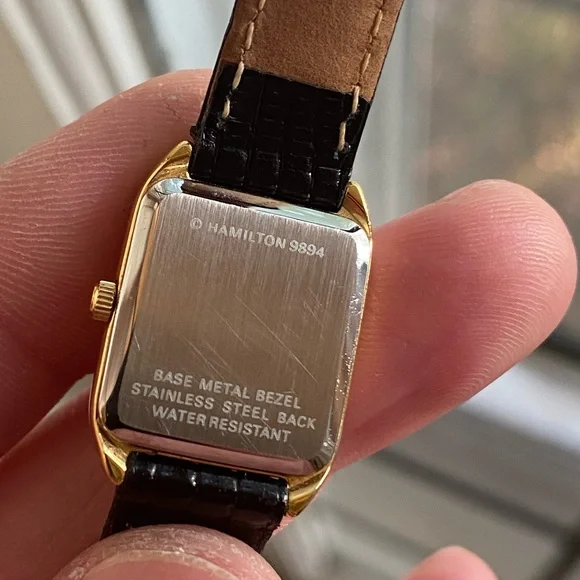 © HAMILTON 9894
BASE METAL BEZEL
STAINLESS STEEL BACK
WATER RESISTANT